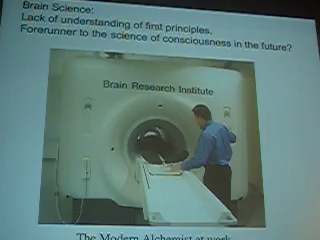 Brain Science:
Lack of understanding of first principles.
Forerunner to the science of consciousness in the future?
Brain Research Institute
The Modern Alchemist at work